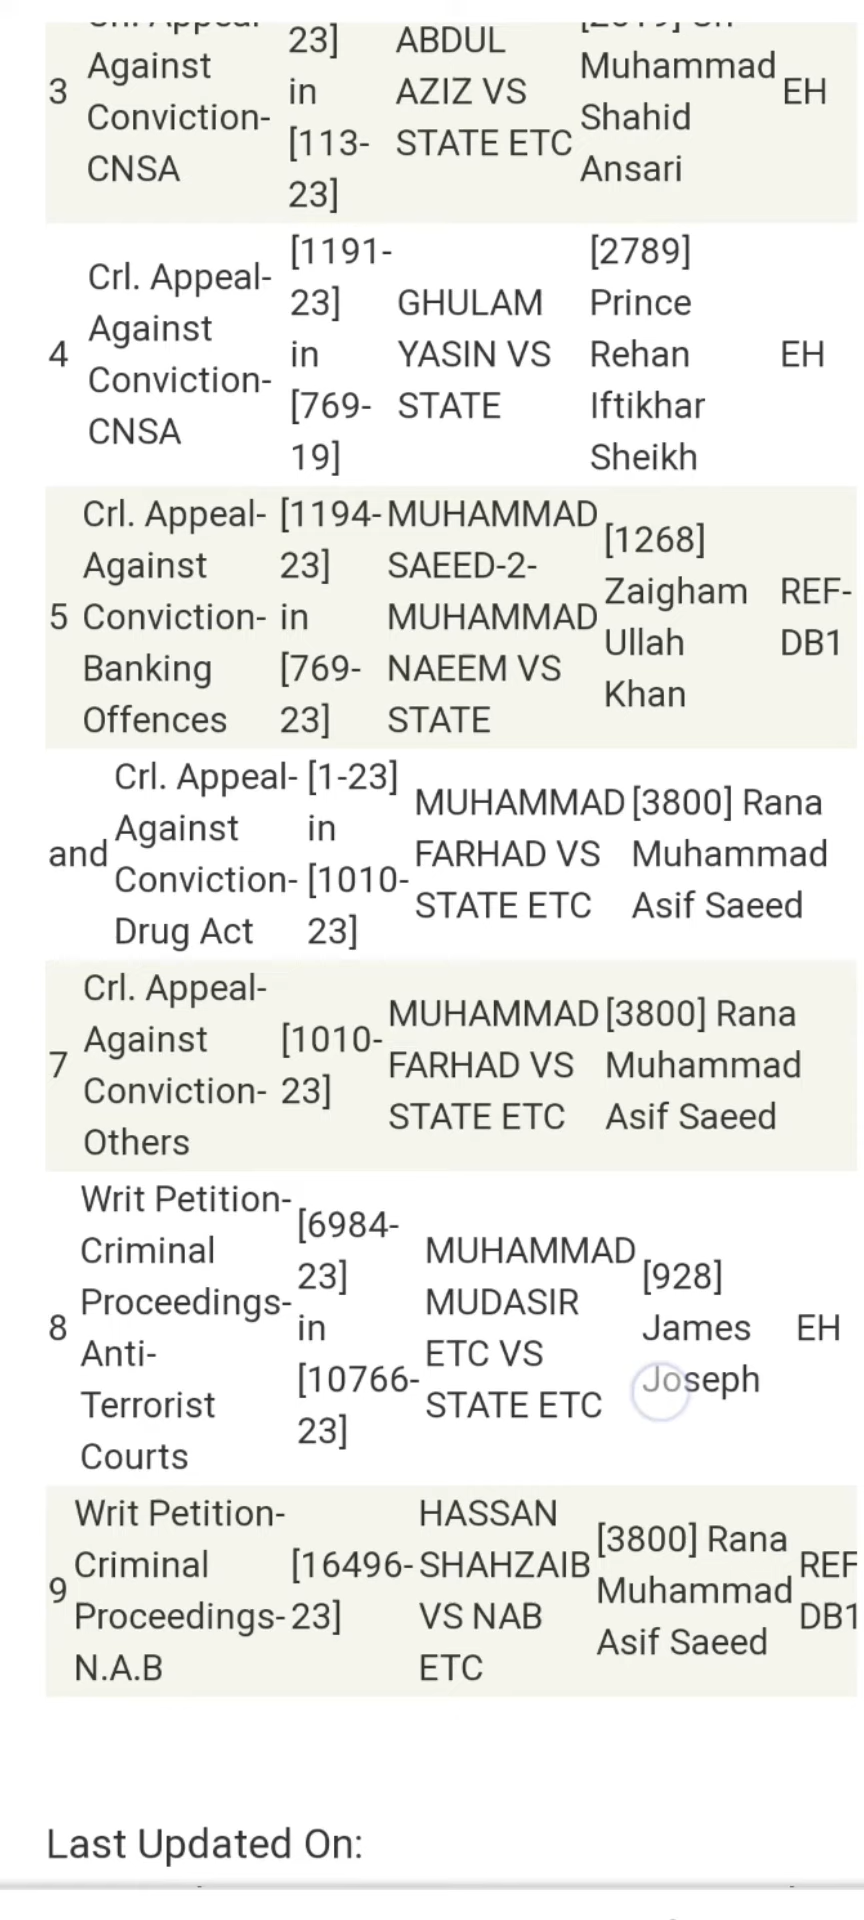 23]
ABDUL
Against
Muhammad
3
in
AZIZ VS
EH
Conviction-
Shahid
[113-
STATE ETC
CNSA
Ansari
23]
[1191-
[2789]
Crl. Appeal-
23]
GHULAM
Prince
Against
4
in
YASIN VS
Rehan
EH
Conviction-
[769-
STATE
Iftikhar
CNSA
19]
Sheikh
Crl. Appeal-
[1194-
MUHAMMAD
[1268]
Against
23]
SAEED-2-
Zaigham
REF-
5
Conviction-
in
MUHAMMAD
Ullah
DB1
Banking
[769-
NAEEM VS
Khan
Offences
23]
STATE
Crl. Appeal-
[1-23]
MUHAMMAD
[3800] Rana
Against
in
and
FARHAD VS
Muhammad
Conviction-
[1010-
STATE ETC
Asif Saeed
Drug Act
23]
Crl. Appeal-
MUHAMMAD
[3800] Rana
Against
[1010-
7
FARHAD VS
Muhammad
Conviction-
23]
STATE ETC
Asif Saeed
Others
Writ Petition-
[6984-
Criminal
MUHAMMAD
23]
[928]
Proceedings-
MUDASIR
8
in
James
EH
Anti-
ETC VS
[10766-
Joseph
Terrorist
STATE ETC
23]
Courts
Writ Petition-
HASSAN
[3800] Rana
Criminal
[16496-
SHAHZAIB
REF
9
Muhammad
Proceedings-
23]
VS NAB
DB1
Asif Saeed
N.A.B
ETC
Last Updated On: